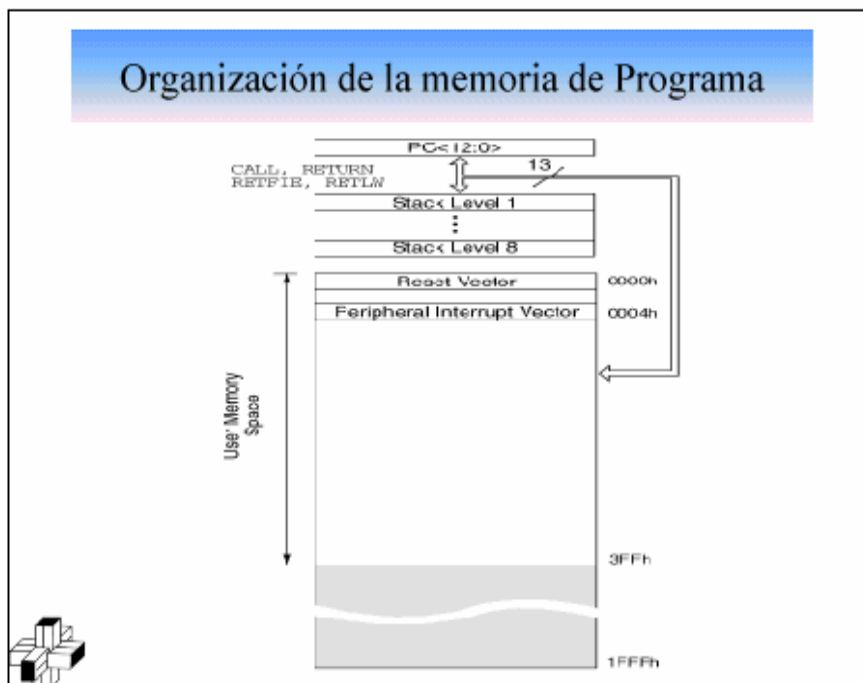 Organización de la memoria de Programa
PC<12:0>
CALL, RETURN
RETFIE, RETLW
13
Stack Level 1
Stack Level 8
Reset Vector
0000h
Peripheral Interrupt Vector
0004h
User Memory
Space
3FFh
1FFFh